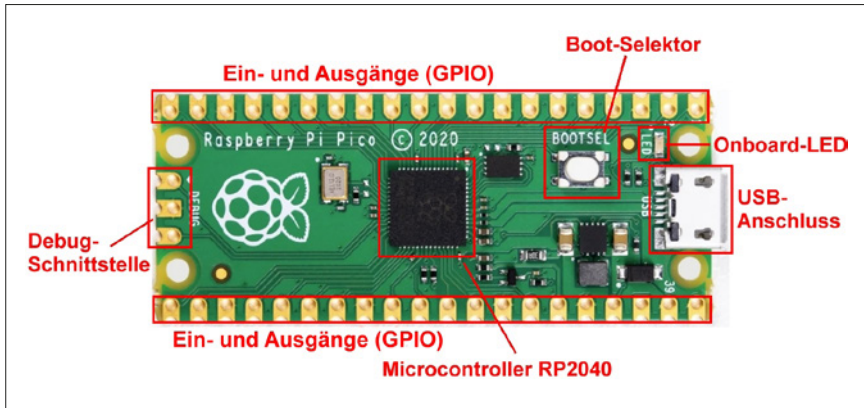 Boot-Selektor
Ein- und Ausgänge (GPIO)
Raspberry Pi Pico © 2020
BOOTSEL
LED
Onboard-LED
DEBUG
USB
USB-
Anschluss
Debug-
Schnittstelle
39
Ein- und Ausgänge (GPIO)
Microcontroller RP2040